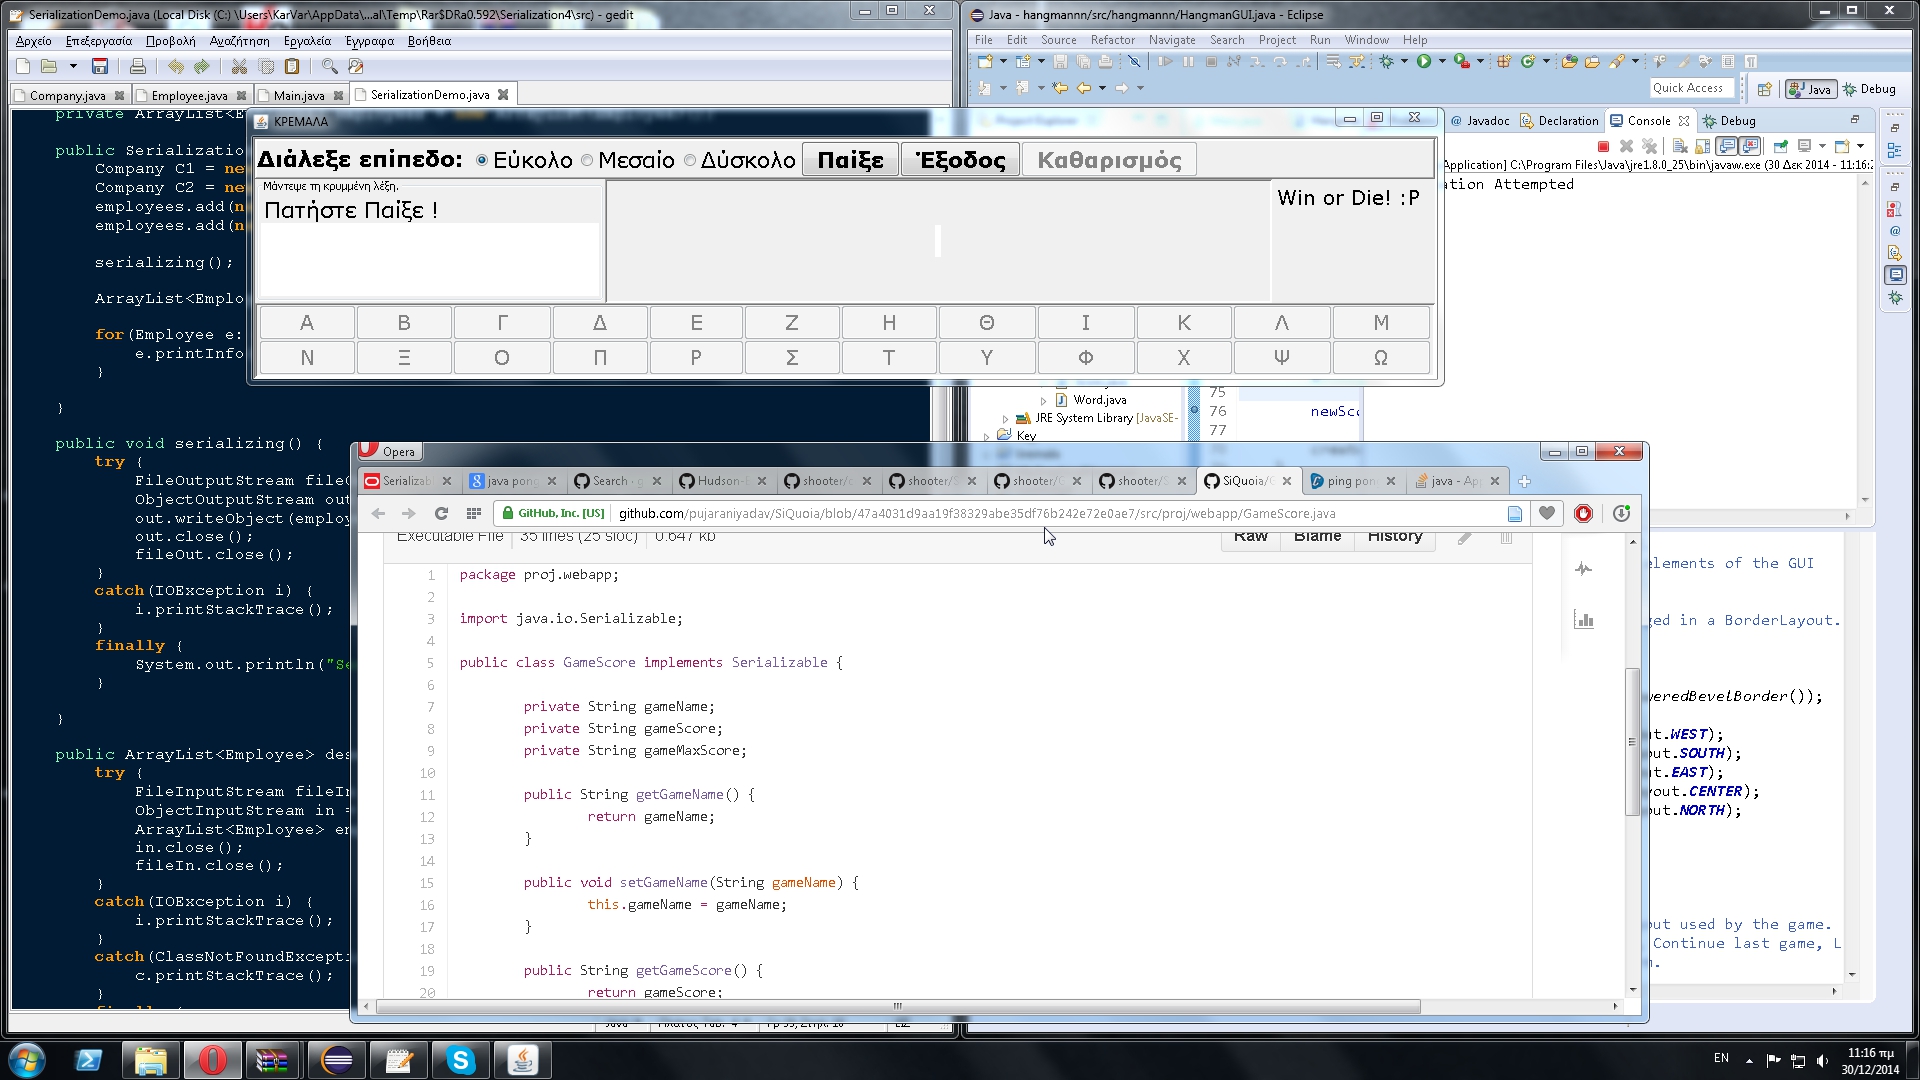 SerializationDemo.java (Local Disk (C:) \Users\KarVar\AppData\...al\Temp\Rar$DRa0.592\Serialization4\src) - gedit
Αρχείο Επεξεργασία Προβολή Αναζήτηση Εργαλεία Έγγραφα Βοήθεια
Company.java Employee.java Main.java SerializationDemo.java
private ArrayList<E
public Serializatio
Company C1 = ne
Company C2 = ne
employees.add(n
employees.add(n
serializing();
ArrayList<Emplo
for(Employee e:
e.printInfo
}
}
public void serializing() {
try {
FileOutputStream fileO
ObjectOutputStream out
out.writeObject(employ
out.close();
fileOut.close();
}
catch(IOException i) {
i.printStackTrace();
}
finally {
System.out.println("Se
}
}
public ArrayList<Employee> des
try {
FileInputStream fileIn
ObjectInputStream in =
ArrayList<Employee> en
in.close();
fileIn.close();
}
catch(IOException i) {
i.printStackTrace();
}
catch(ClassNotFoundExcepti
c.printStackTrace();
}
Java - hangmannn/src/hangmannn/HangmanGUI.java - Eclipse
File Edit Source Refactor Navigate Search Project Run Window Help
Quick Access Java Debug
@ Javadoc Declaration Console Debug
Application] C:\Program Files\Java\jre1.8.0_25\bin\javaw.exe (30 Δεκ 2014 - 11:16:2
ation Attempted
Word.java
JRE System Library [JavaSE-
Key
75
76 newSco
77
elements of the GUI
ged in a BorderLayout.
weredBevelBorder());
ut.WEST);
out.SOUTH);
ut.EAST);
yout.CENTER);
out.NORTH);
out used by the game.
Continue last game, L
n.
ΚΡΕΜΑΛΑ
Διάλεξε επίπεδο: Εύκολο Μεσαίο Δύσκολο Παίξε Έξοδος Καθαρισμός
Μάντεψε τη κρυμμένη λέξη.
Πατήστε Παίξε !
Win or Die! :P
Α Β Γ Δ Ε Ζ Η Θ Ι Κ Λ Μ
Ν Ξ Ο Π Ρ Σ Τ Υ Φ Χ Ψ Ω
Opera
Serializab java pong Search · g Hudson-E shooter/c shooter/S shooter/G shooter/S SiQuoia/G ping pon java - App
GitHub, Inc. [US] github.com/pujaraniyadav/SiQuoia/blob/47a4031d9aa19f38329abe35df76b242e72e0ae7/src/proj/webapp/GameScore.java
Executable File 35 lines (25 sloc) 0.647 kb Raw Blame History
1 package proj.webapp;
2
3 import java.io.Serializable;
4
5 public class GameScore implements Serializable {
6
7 private String gameName;
8 private String gameScore;
9 private String gameMaxScore;
10
11 public String getGameName() {
12 return gameName;
13 }
14
15 public void setGameName(String gameName) {
16 this.gameName = gameName;
17 }
18
19 public String getGameScore() {
20 return gameScore;
EN 11:16 πμ
30/12/2014